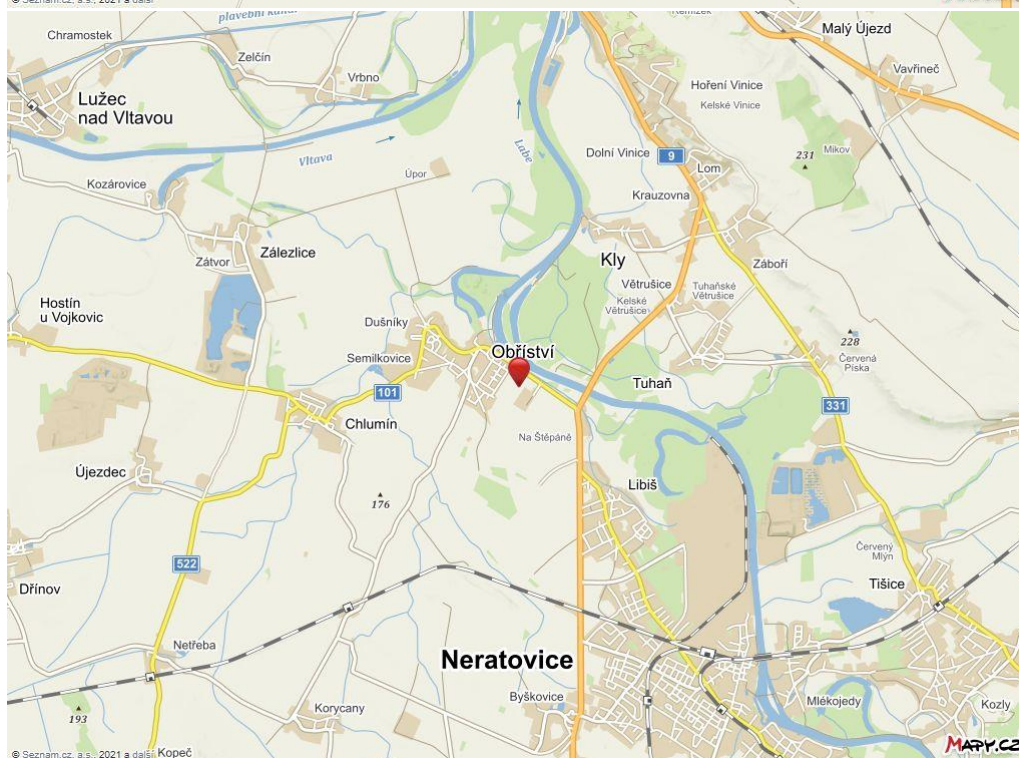 © Seznam.cz, a.s., 2021 a další
plavební kanál
Chramostek
Zelčín
Vrbno
Lužec
nad Vltavou
Vltava
Labe
Úpor
Kozárovice
Zátvor
Zálezlice
Malý Újezd
Vavřineč
Hoření Vinice
Kelské Vinice
Dolní Vinice
9
Lom
231
Mikov
Krauzovna
Kly
Záboří
Větrušice
Kelské
Větrušice
Tuhaňské
Větrušice
Hostín
u Vojkovic
Dušníky
Semilkovice
Obříství
228
Červená
Píska
Tuhaň
101
331
Chlumín
Na Štěpáně
Újezdec
176
Libiš
522
Červený
Mlýn
Tišice
Dřínov
Netřeba
Neratovice
Byškovice
Korycany
193
Mlékojedy
Kozly
Kopeč
© Seznam.cz, a.s., 2021 a další
MAPY.CZ